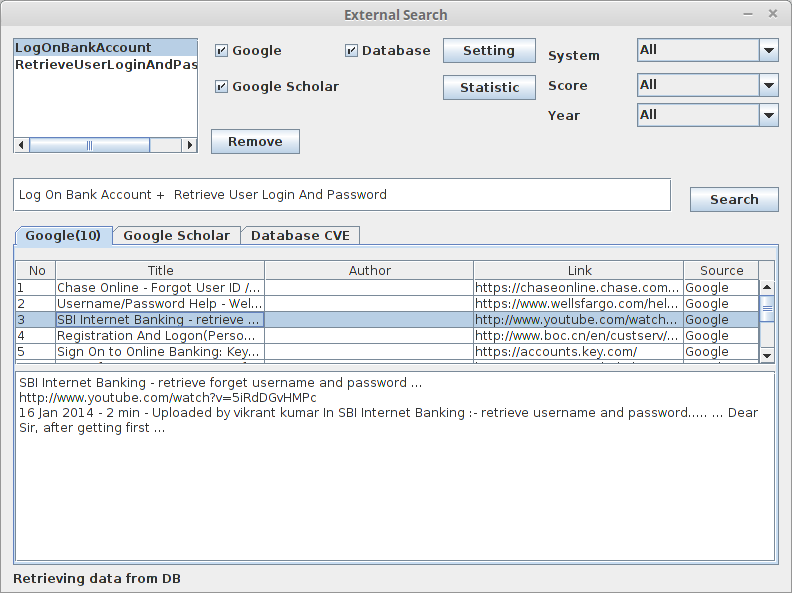 External Search
LogOnBankAccount
RetrieveUserLoginAndPas
Google
Database
Google Scholar
Setting
Statistic
Remove
System
All
Score
All
Year
All
Log On Bank Account + Retrieve User Login And Password
Search
Google(10)
Google Scholar
Database CVE
No Title Author Link Source
1 Chase Online - Forgot User ID /... https://chaseonline.chase.com... Google
2 Username/Password Help - Wel... https://www.wellsfargo.com/hel... Google
3 SBI Internet Banking - retrieve ... http://www.youtube.com/watch... Google
4 Registration And Logon(Perso... http://www.boc.cn/en/custserv/... Google
5 Sign On to Online Banking: Key... https://accounts.key.com/ Google
SBI Internet Banking - retrieve forget username and password ...
http://www.youtube.com/watch?v=5iRdDGvHMPc
16 Jan 2014 - 2 min - Uploaded by vikrant kumar In SBI Internet Banking :- retrieve username and password..... ... Dear
Sir, after getting first ...
Retrieving data from DB